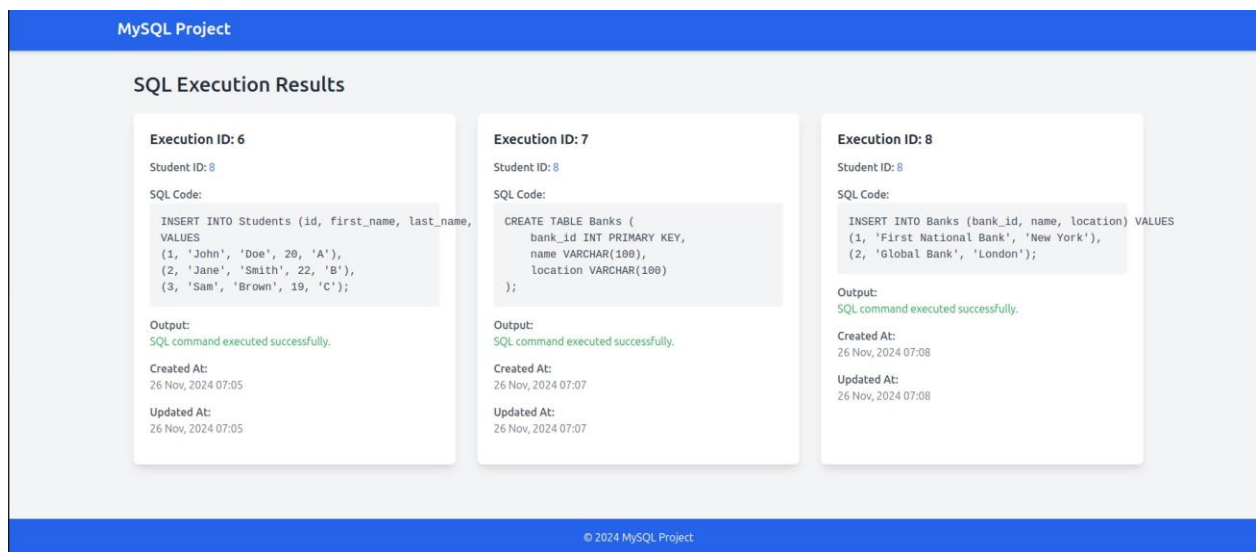 MySQL Project
SQL Execution Results
Execution ID: 6
Student ID: 8
SQL Code:
INSERT INTO Students (id, first_name, last_name,
VALUES
(1, 'John', 'Doe', 20, 'A'),
(2, 'Jane', 'Smith', 22, 'B'),
(3, 'Sam', 'Brown', 19, 'C');
Output:
SQL command executed successfully.
Created At:
26 Nov, 2024 07:05
Updated At:
26 Nov, 2024 07:05
Execution ID: 7
Student ID: 8
SQL Code:
CREATE TABLE Banks (
    bank_id INT PRIMARY KEY,
    name VARCHAR(100),
    location VARCHAR(100)
);
Output:
SQL command executed successfully.
Created At:
26 Nov, 2024 07:07
Updated At:
26 Nov, 2024 07:07
Execution ID: 8
Student ID: 8
SQL Code:
INSERT INTO Banks (bank_id, name, location) VALUES
(1, 'First National Bank', 'New York'),
(2, 'Global Bank', 'London');
Output:
SQL command executed successfully.
Created At:
26 Nov, 2024 07:08
Updated At:
26 Nov, 2024 07:08
© 2024 MySQL Project